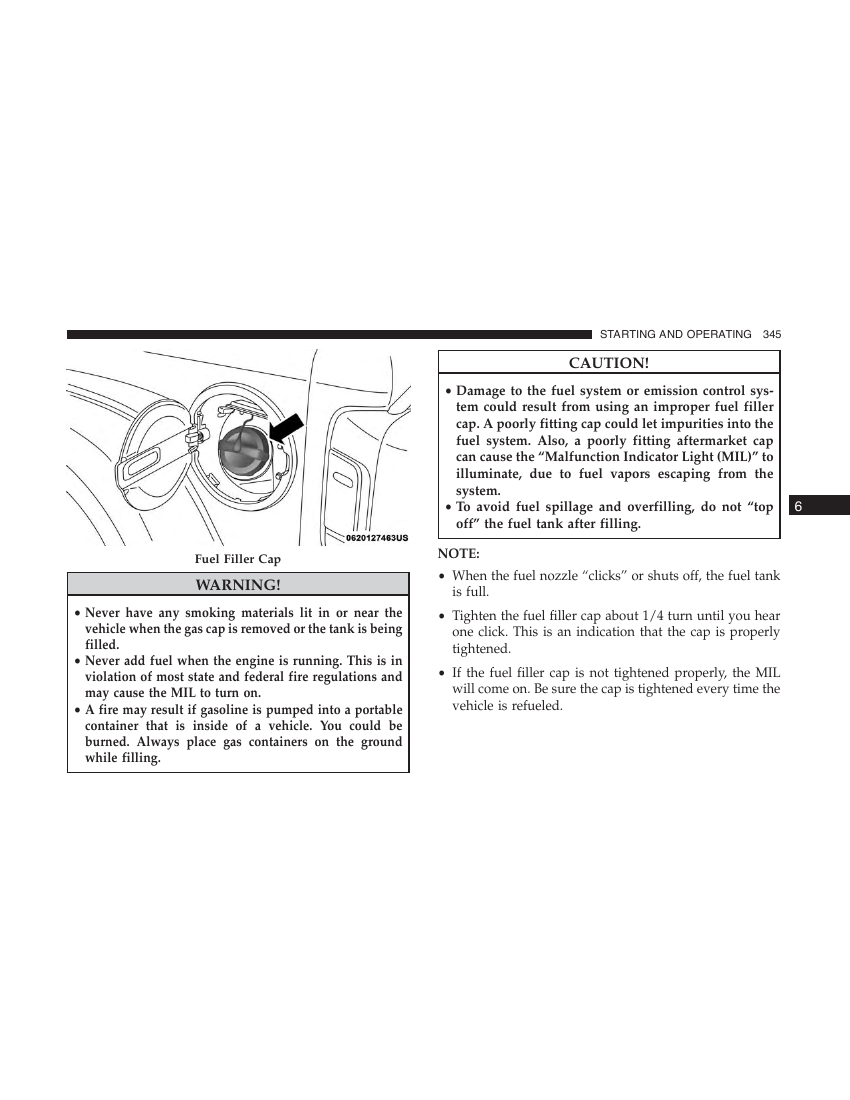 STARTING AND OPERATING 345
0620127463US
Fuel Filler Cap
WARNING!
• Never have any smoking materials lit in or near the
vehicle when the gas cap is removed or the tank is being
filled.
• Never add fuel when the engine is running. This is in
violation of most state and federal fire regulations and
may cause the MIL to turn on.
• A fire may result if gasoline is pumped into a portable
container that is inside of a vehicle. You could be
burned. Always place gas containers on the ground
while filling.
CAUTION!
• Damage to the fuel system or emission control sys-
tem could result from using an improper fuel filler
cap. A poorly fitting cap could let impurities into the
fuel system. Also, a poorly fitting aftermarket cap
can cause the “Malfunction Indicator Light (MIL)” to
illuminate, due to fuel vapors escaping from the
system.
• To avoid fuel spillage and overfilling, do not “top
off” the fuel tank after filling.
NOTE:
• When the fuel nozzle “clicks” or shuts off, the fuel tank
is full.
• Tighten the fuel filler cap about 1/4 turn until you hear
one click. This is an indication that the cap is properly
tightened.
• If the fuel filler cap is not tightened properly, the MIL
will come on. Be sure the cap is tightened every time the
vehicle is refueled.
6